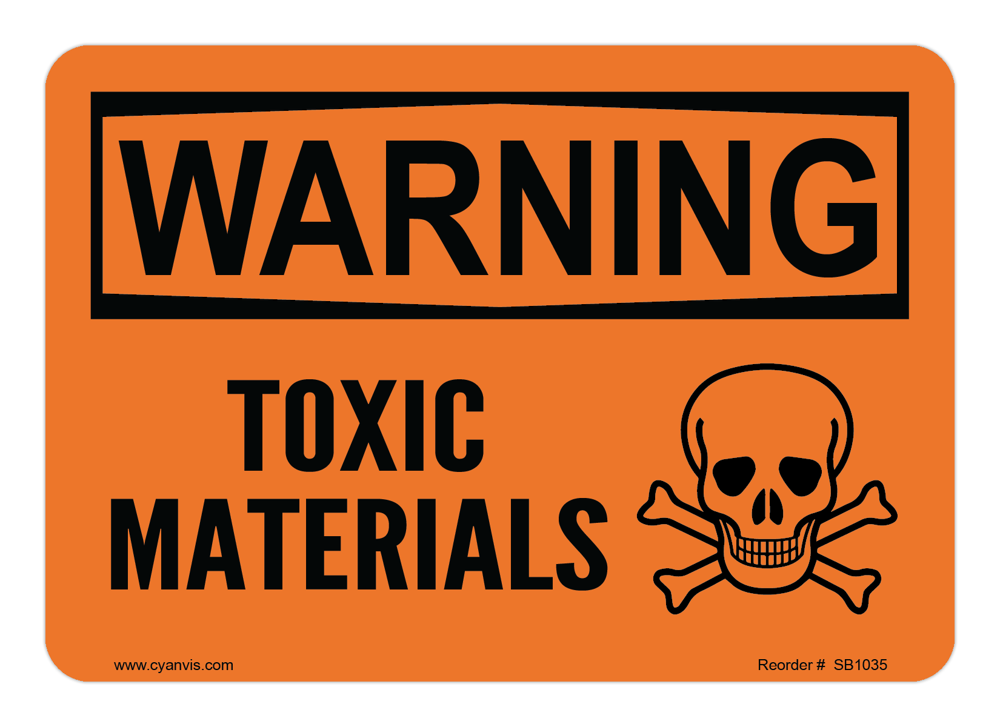 WARNING
TOXIC
MATERIALS
www.cyanvis.com
Reorder # SB1035